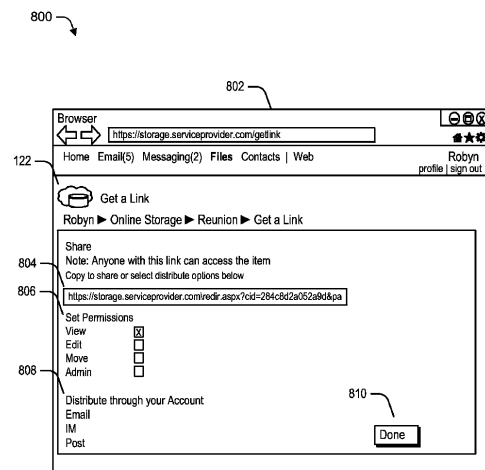 800
802
Browser
https://storage.serviceprovider.com/getlink
Home Email(5) Messaging(2) Files Contacts | Web
Robyn
profile | sign out
122
Get a Link
Robyn ► Online Storage ► Reunion ► Get a Link
Share
Note: Anyone with this link can access the item
Copy to share or select distribute options below
804
https://storage.serviceprovider.com/redir.aspx?cid=284c8d2a052a9d&pa
806
Set Permissions
View X
Edit
Move
Admin
808
Distribute through your Account
Email
IM
Post
810
Done